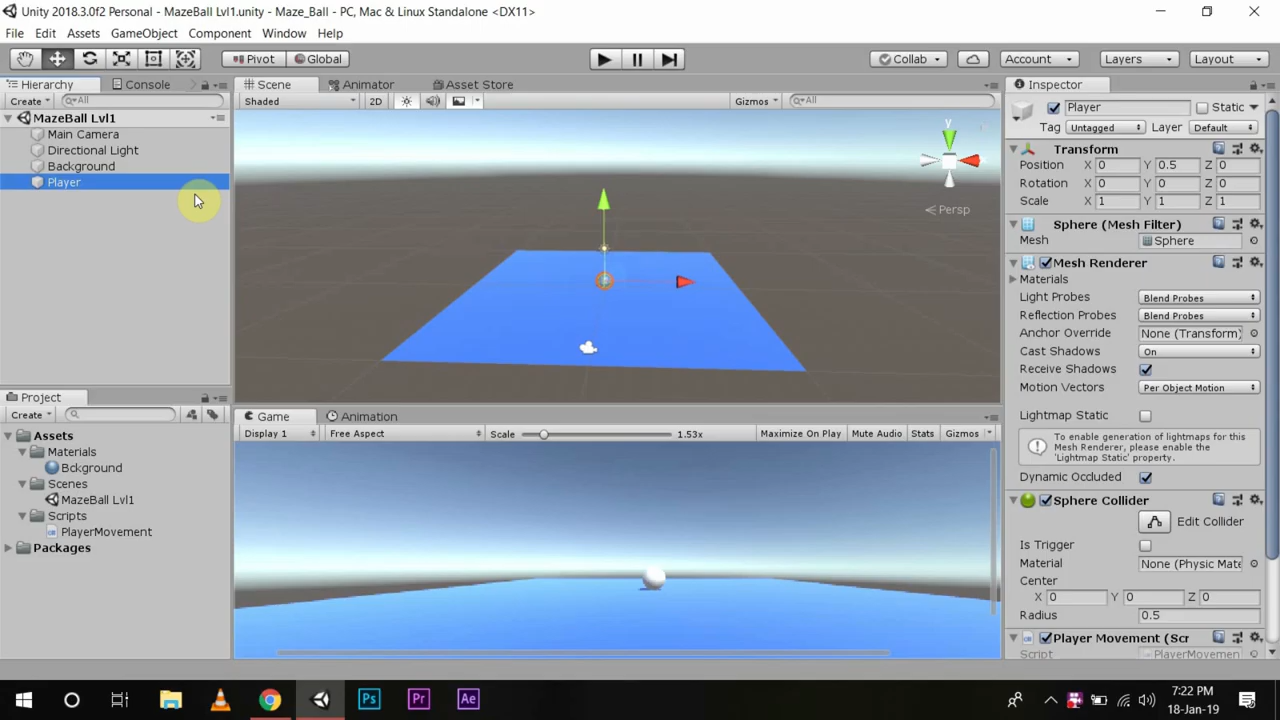 Unity 2018.3.0f2 Personal - MazeBall Lvl1.unity - Maze_Ball - PC, Mac & Linux Standalone <DX11>
File Edit Assets GameObject Component Window Help
Pivot Global Collab Account Layers Layout
Hierarchy Console
Create All
MazeBall Lvl1
Main Camera
Directional Light
Background
Player
Scene Animator Asset Store
Shaded 2D Gizmos All
y
Persp
Game Animation
Display 1 Free Aspect Scale 1.53x Maximize On Play Mute Audio Stats Gizmos
Project
Create
Assets
Materials
Bckground
Scenes
MazeBall Lvl1
Scripts
PlayerMovement
Packages
Inspector
Player Static
Tag Untagged Layer Default
Transform
Position X 0 Y 0.5 Z 0
Rotation X 0 Y 0 Z 0
Scale X 1 Y 1 Z 1
Sphere (Mesh Filter)
Mesh Sphere
Mesh Renderer
Materials
Light Probes Blend Probes
Reflection Probes Blend Probes
Anchor Override None (Transform)
Cast Shadows On
Receive Shadows
Motion Vectors Per Object Motion
Lightmap Static
To enable generation of lightmaps for this
Mesh Renderer, please enable the
'Lightmap Static' property.
Dynamic Occluded
Sphere Collider
Edit Collider
Is Trigger
Material None (Physic Mate
Center
X 0 Y 0 Z 0
Radius 0.5
Player Movement (Scr
Script PlayerMovemen
Ps Pr Ae
7:22 PM
18-Jan-19